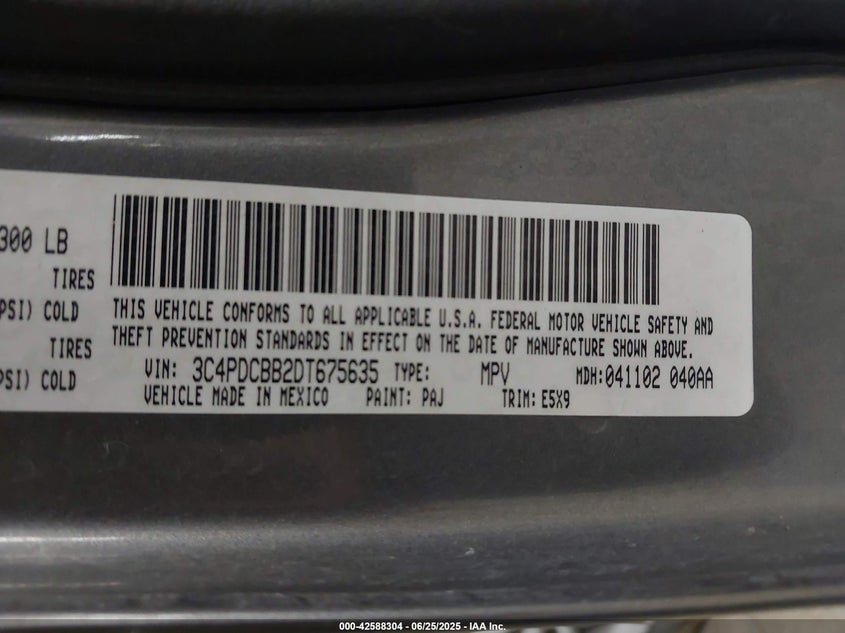 300 LB
TIRES
PSI) COLD
TIRES
PSI) COLD
THIS VEHICLE CONFORMS TO ALL APPLICABLE U.S.A. FEDERAL MOTOR VEHICLE SAFETY AND
THEFT PREVENTION STANDARDS IN EFFECT ON THE DATE OF MANUFACTURE SHOWN ABOVE.
VIN: 3C4PDCBB2DT675635 TYPE: MPV MDH:041102 040AA
VEHICLE MADE IN MEXICO PAINT: PAJ TRIM: E5X9
000-42588304 - 06/25/2025 - IAA Inc.